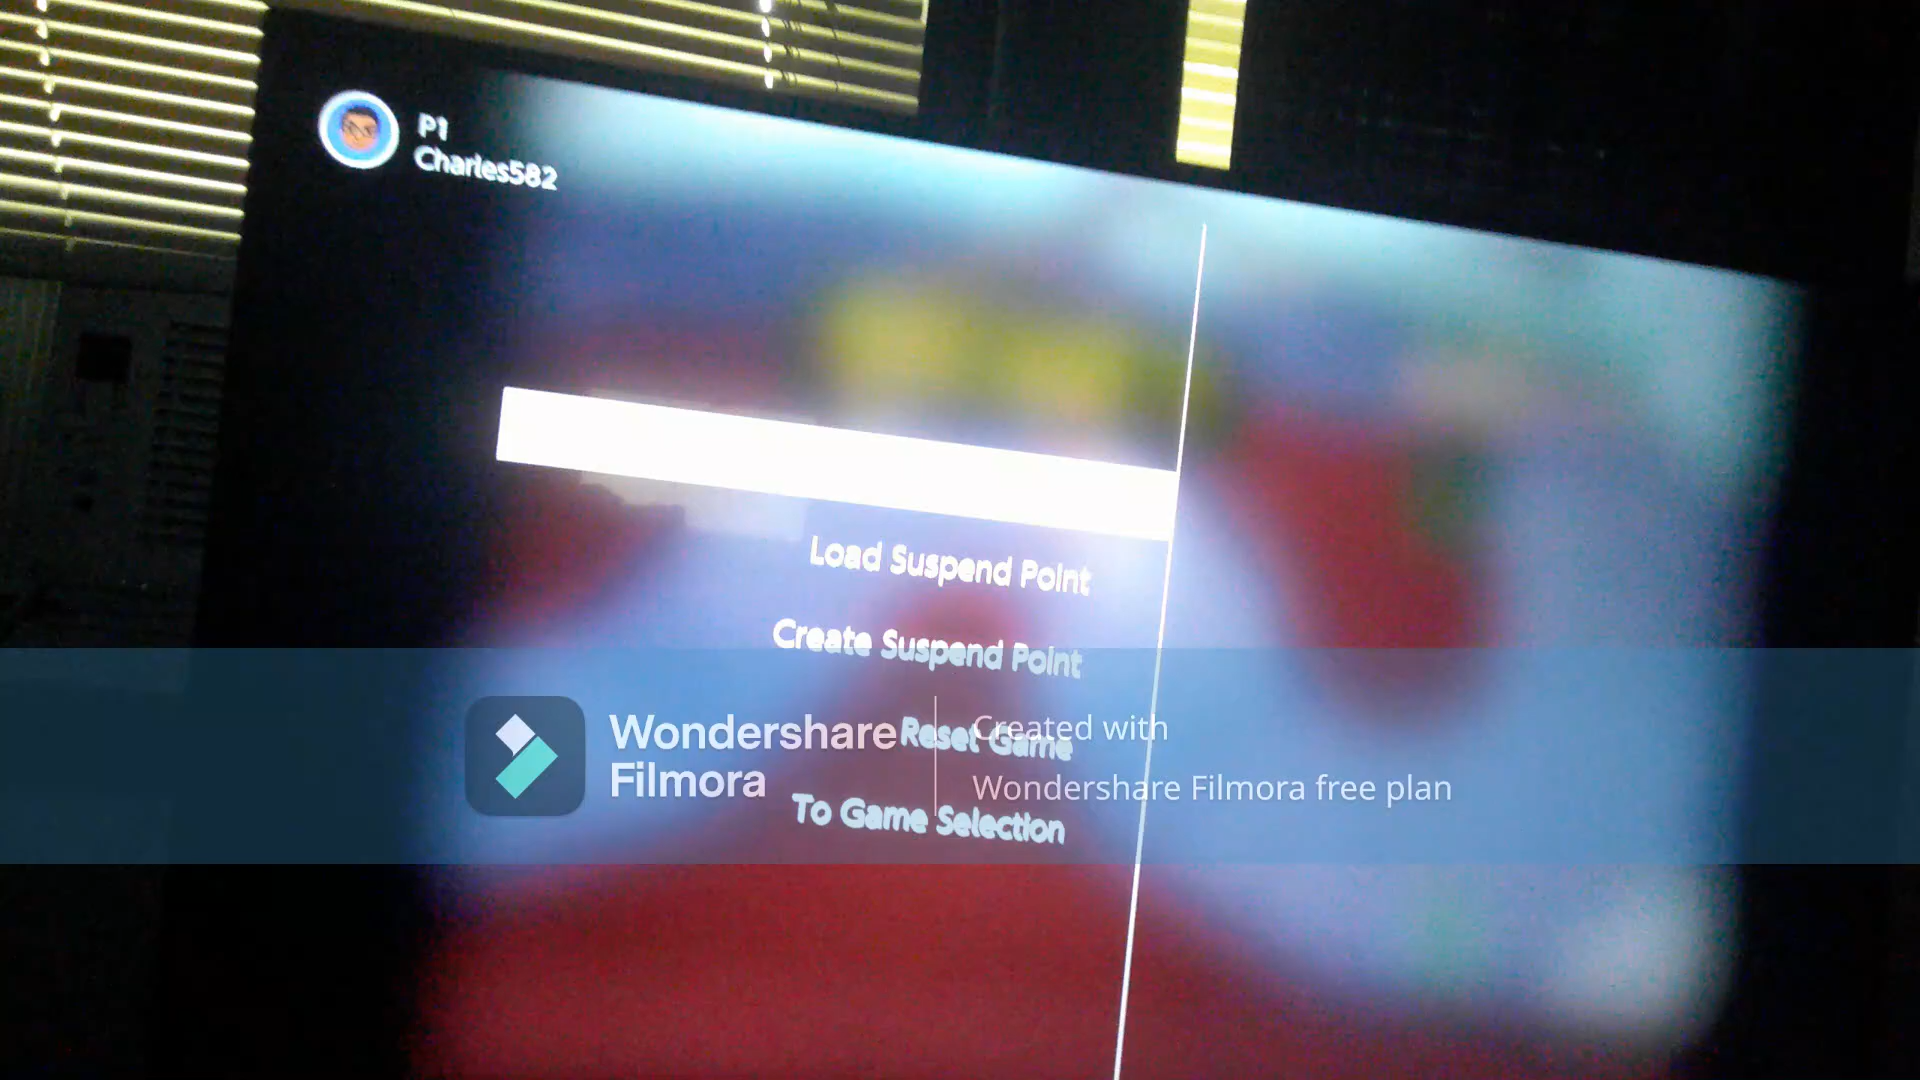 P1
Charles582
Load Suspend Point
Create Suspend Point
Reset Game
To Game Selection
Wondershare
Filmora
Created with
Wondershare Filmora free plan